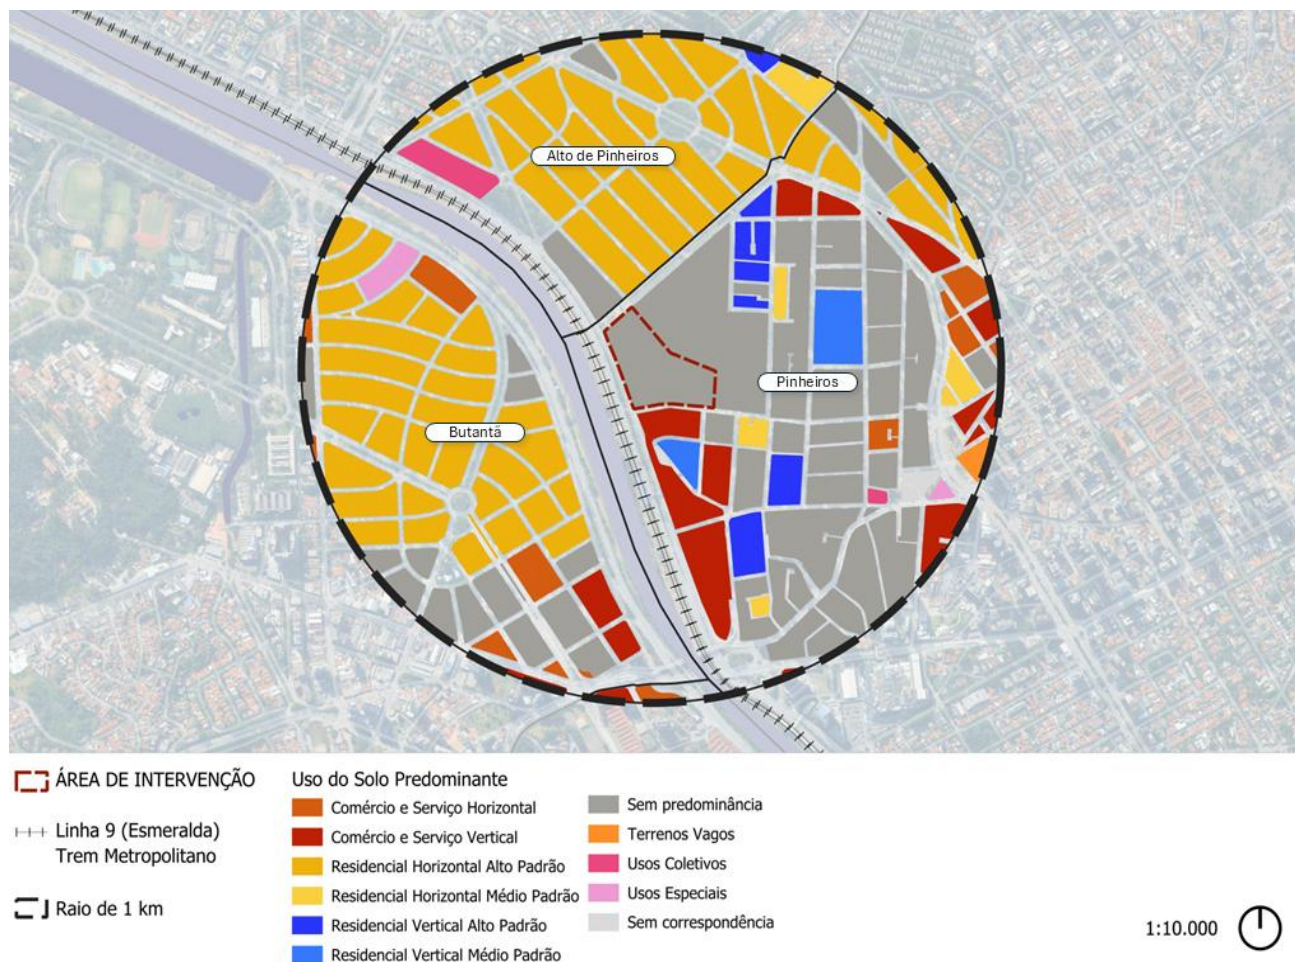 Alto de Pinheiros
Pinheiros
Butantã
ÁREA DE INTERVENÇÃO
Linha 9 (Esmeralda)
Trem Metropolitano
Raio de 1 km
Uso do Solo Predominante
Comércio e Serviço Horizontal
Comércio e Serviço Vertical
Residencial Horizontal Alto Padrão
Residencial Horizontal Médio Padrão
Residencial Vertical Alto Padrão
Residencial Vertical Médio Padrão
Sem predominância
Terrenos Vagos
Usos Coletivos
Usos Especiais
Sem correspondência
1:10.000